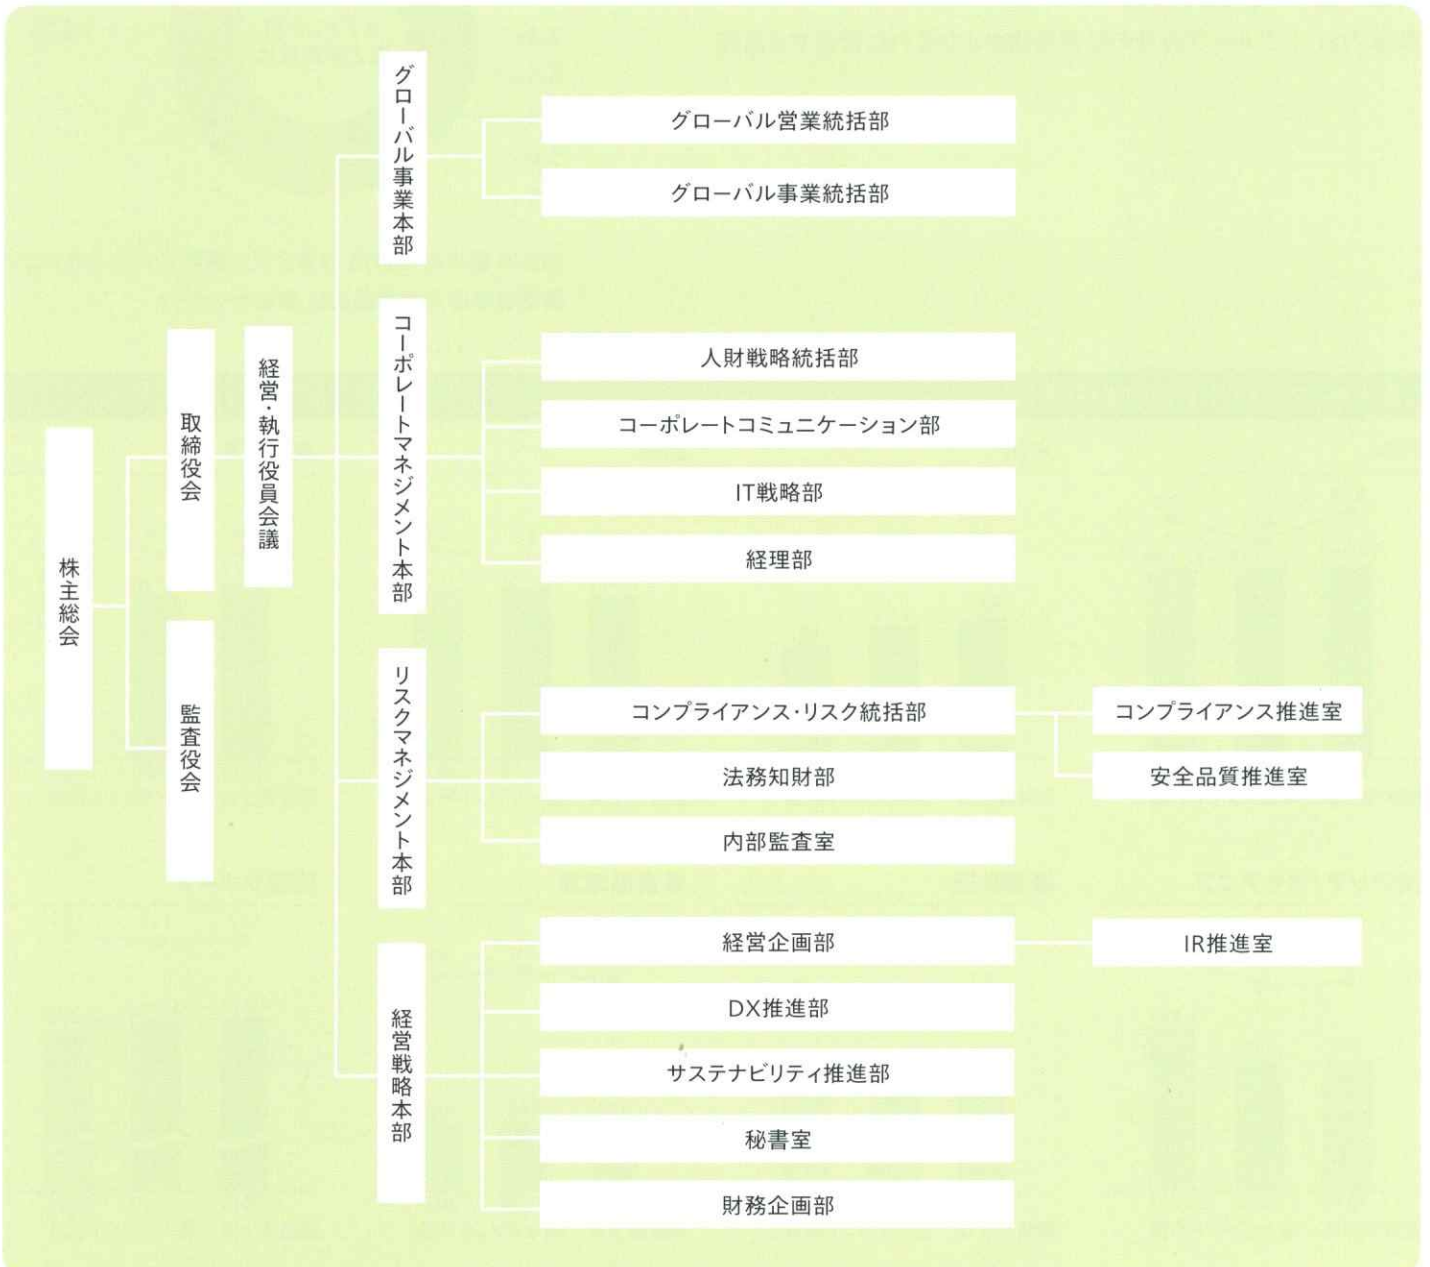 株主総会
取締役会
監査役会
経営・執行役員会議
グローバル事業本部
グローバル営業統括部
グローバル事業統括部
コーポレートマネジメント本部
人財戦略統括部
コーポレートコミュニケーション部
IT戦略部
経理部
リスクマネジメント本部
コンプライアンス・リスク統括部
コンプライアンス推進室
安全品質推進室
法務知財部
内部監査室
経営戦略本部
経営企画部
IR推進室
DX推進部
サステナビリティ推進部
秘書室
財務企画部